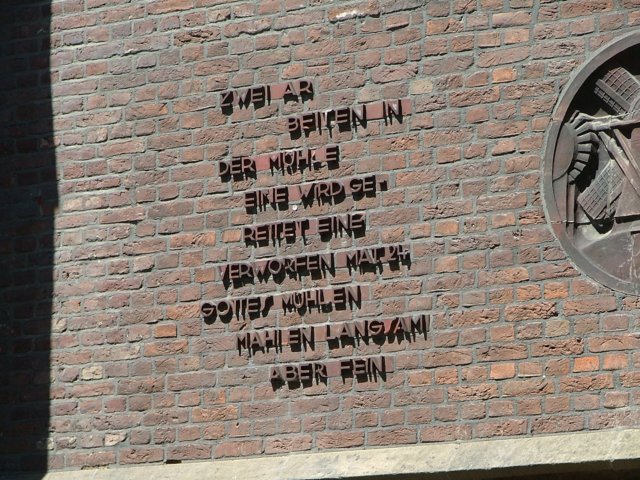 ZWEI AR
BEITEN IN
DER MÜHLE
EINE WIRD GE-
REITET EINE
VERWORFEN MAT. 24
GOTTES MÜHLEN
MAHLEN LANGSAM
ABER FEIN